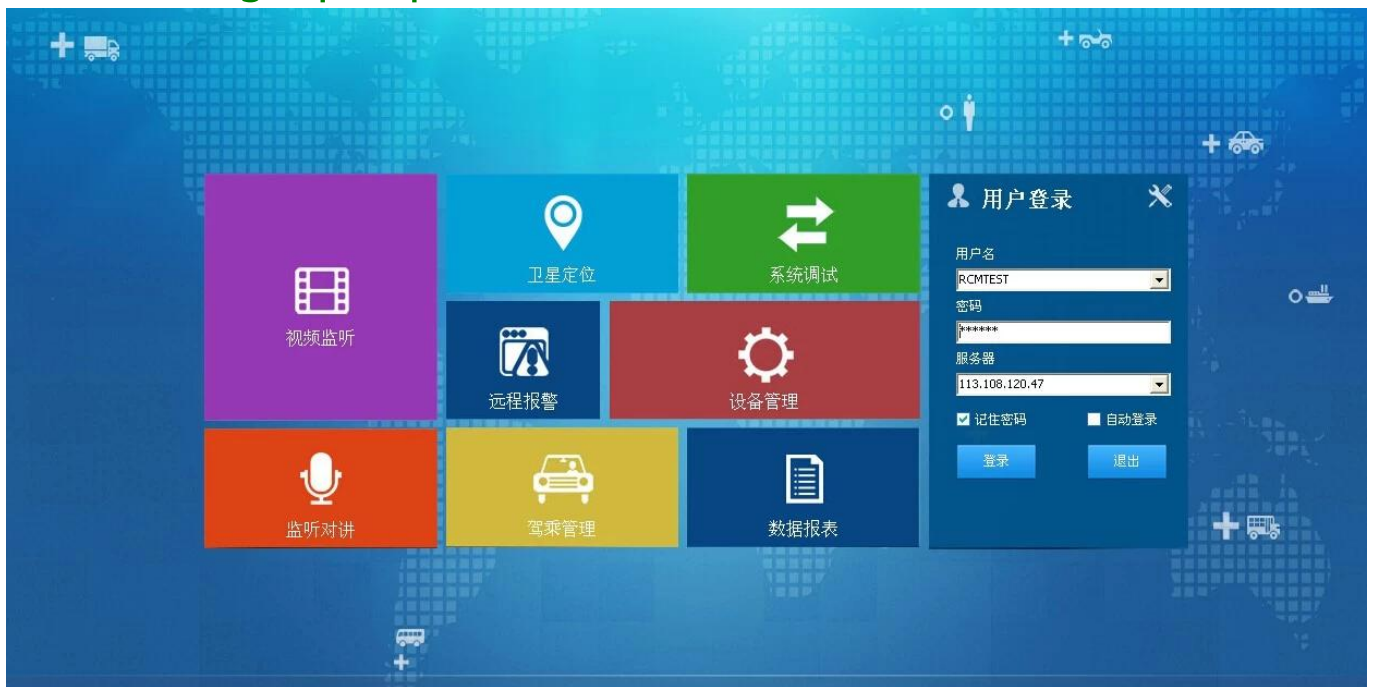 视频监听
卫星定位
系统调试
远程报警
设备管理
监听对讲
驾乘管理
数据报表
用户登录
用户名
RCMTEST
密码
******
服务器
113.108.120.47
记住密码
自动登录
登录
退出